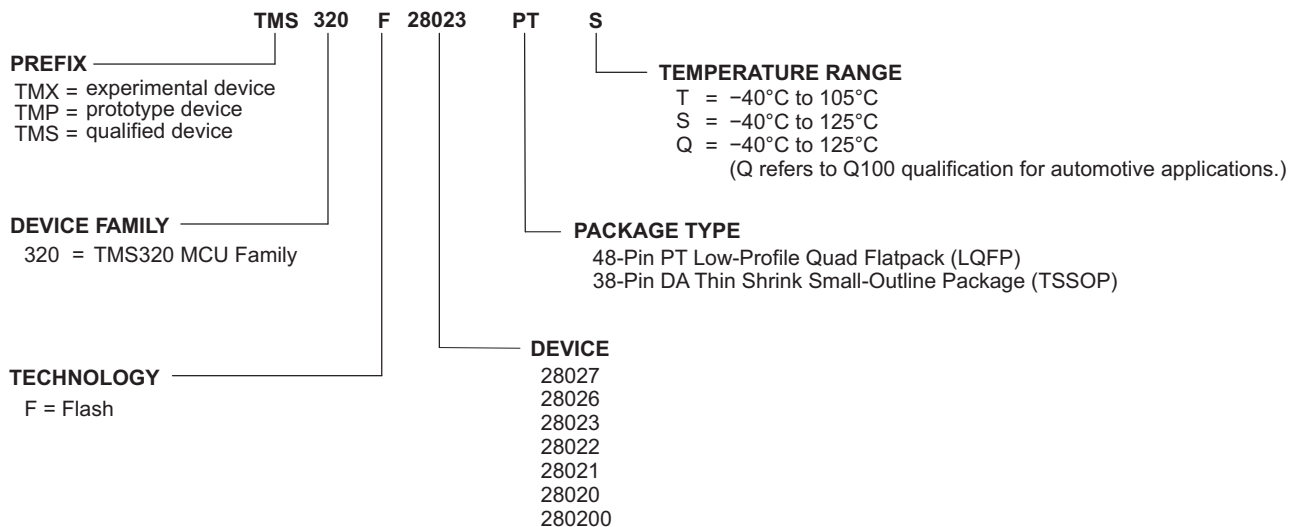 TMS 320 F 28023 PT S
PREFIX
TMX = experimental device
TMP = prototype device
TMS = qualified device
TEMPERATURE RANGE
T = −40°C to 105°C
S = −40°C to 125°C
Q = −40°C to 125°C
(Q refers to Q100 qualification for automotive applications.)
DEVICE FAMILY
320 = TMS320 MCU Family
PACKAGE TYPE
48-Pin PT Low-Profile Quad Flatpack (LQFP)
38-Pin DA Thin Shrink Small-Outline Package (TSSOP)
TECHNOLOGY
F = Flash
DEVICE
28027
28026
28023
28022
28021
28020
280200